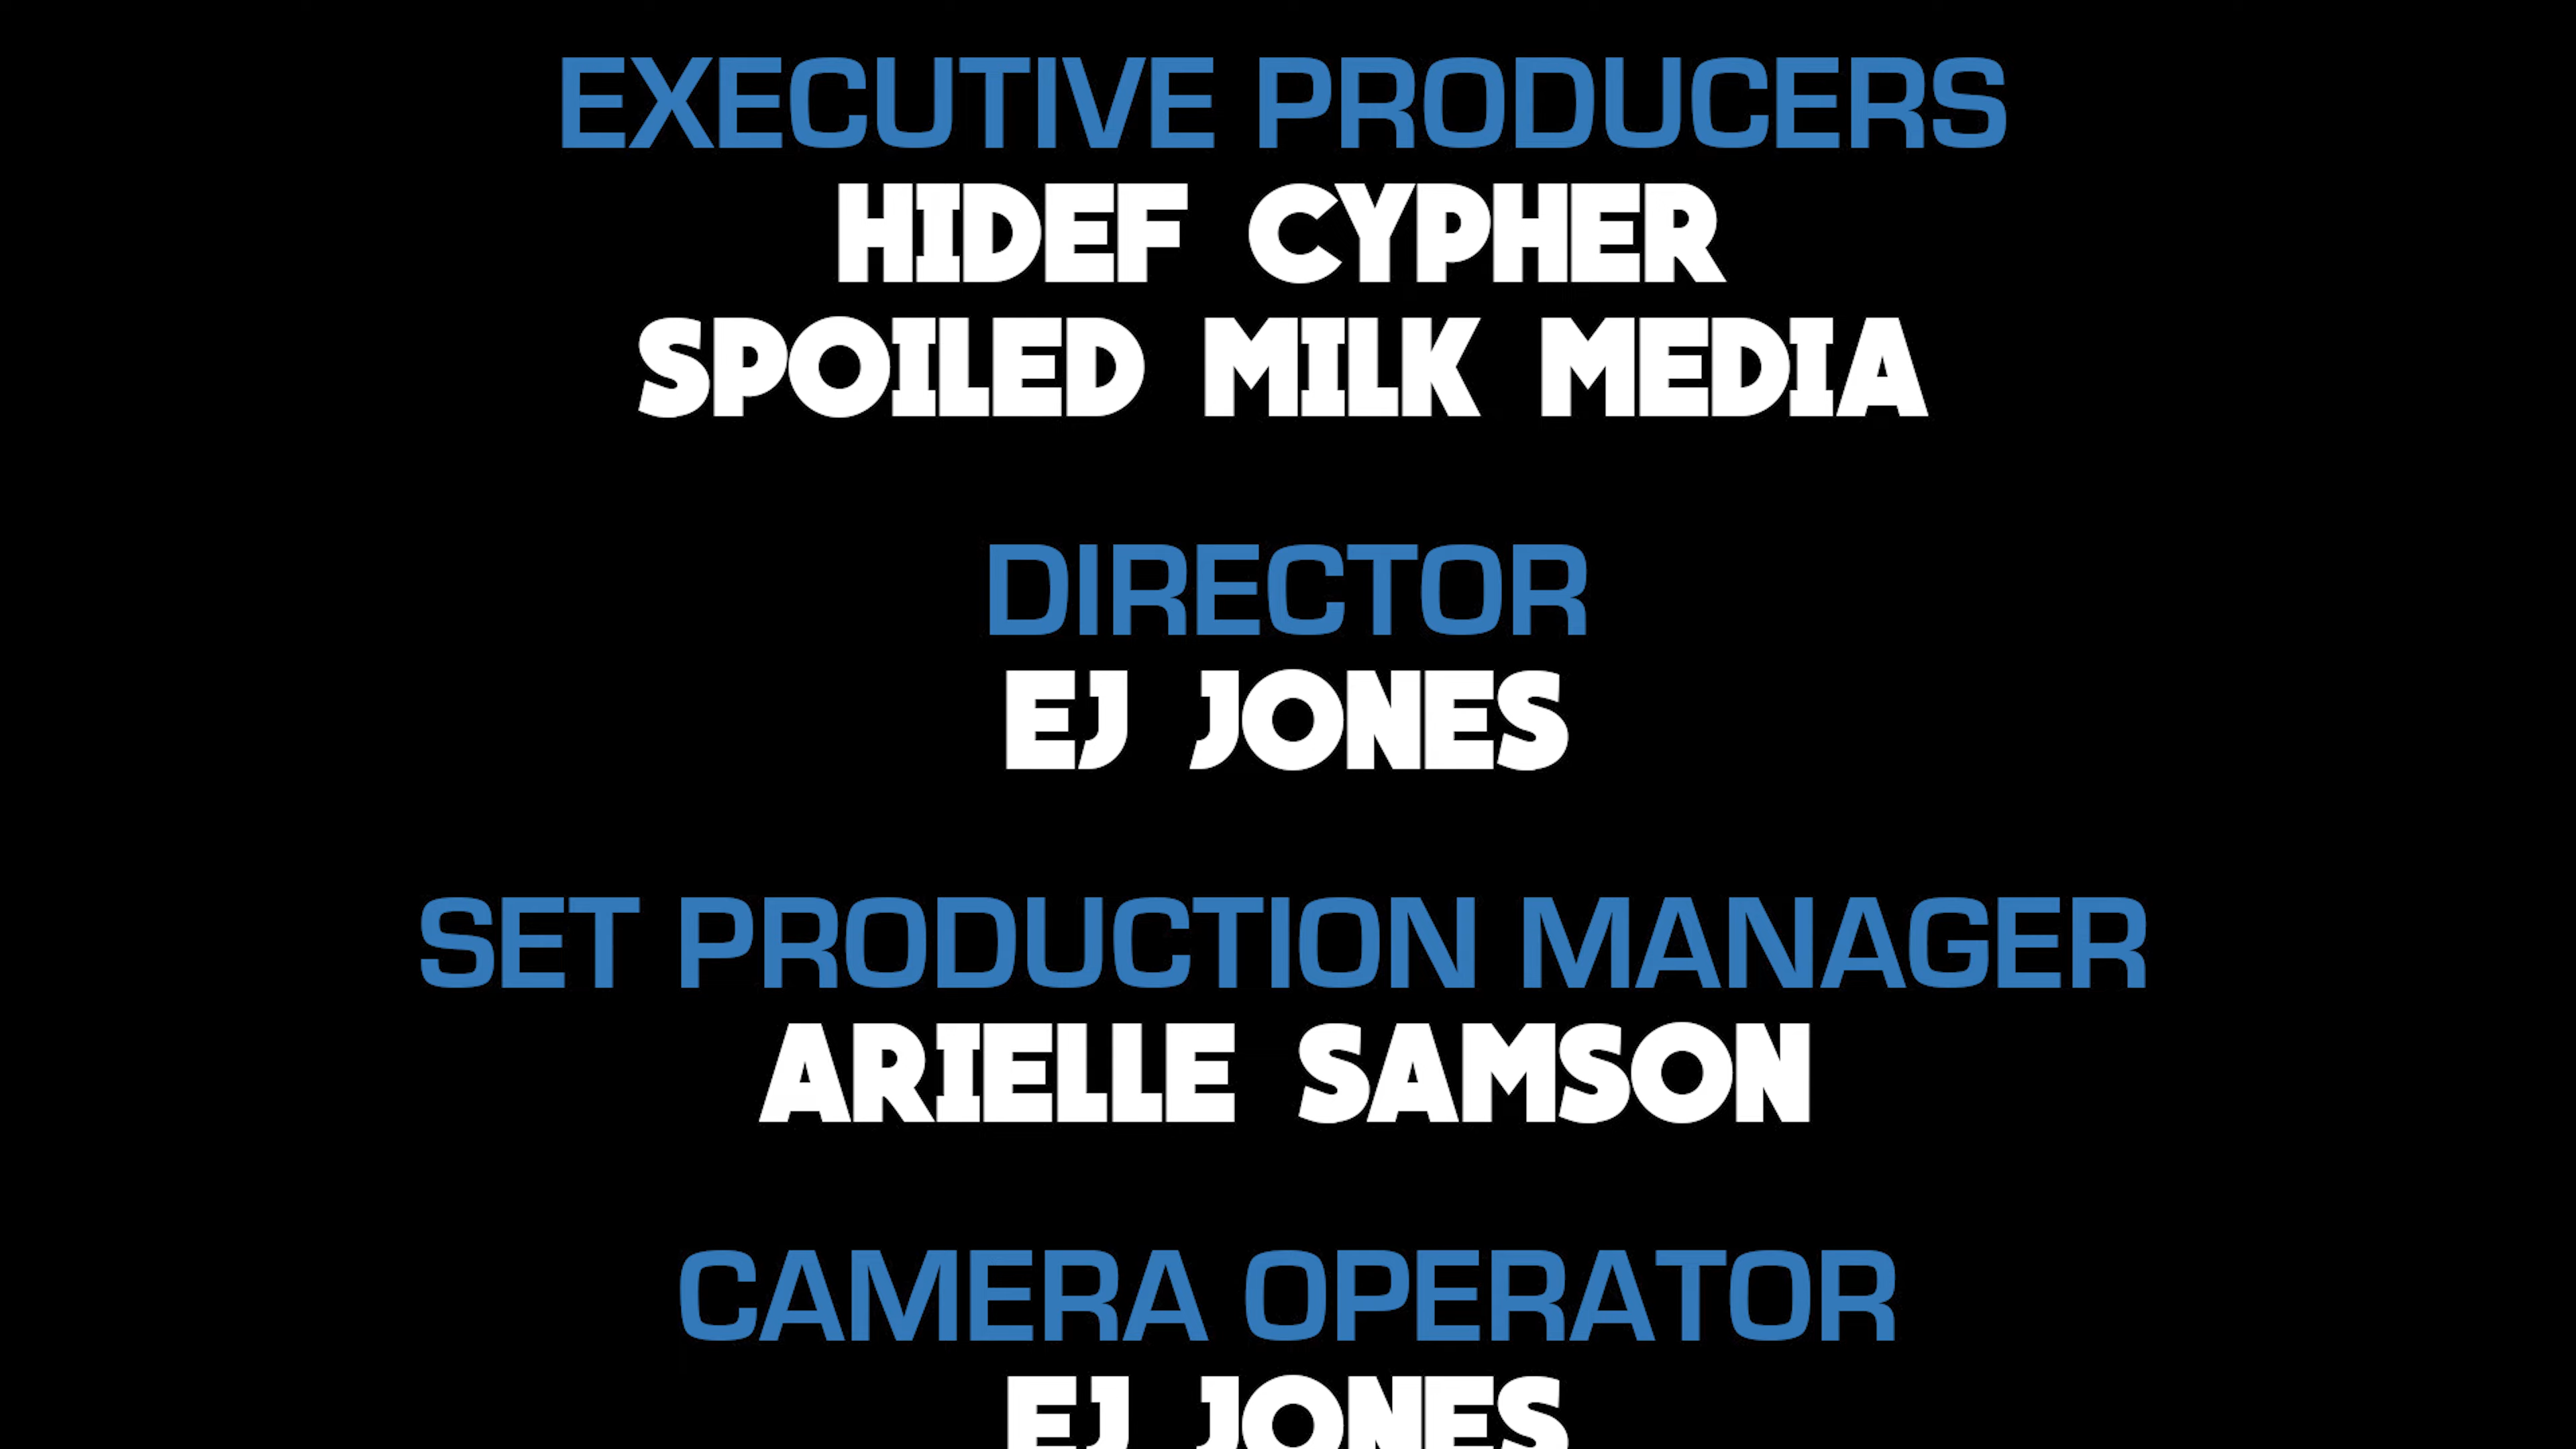 EXECUTIVE PRODUCERS
HIDEF CYPHER
SPOILED MILK MEDIA
DIRECTOR
EJ JONES
SET PRODUCTION MANAGER
ARIELLE SAMSON
CAMERA OPERATOR
EJ JONES